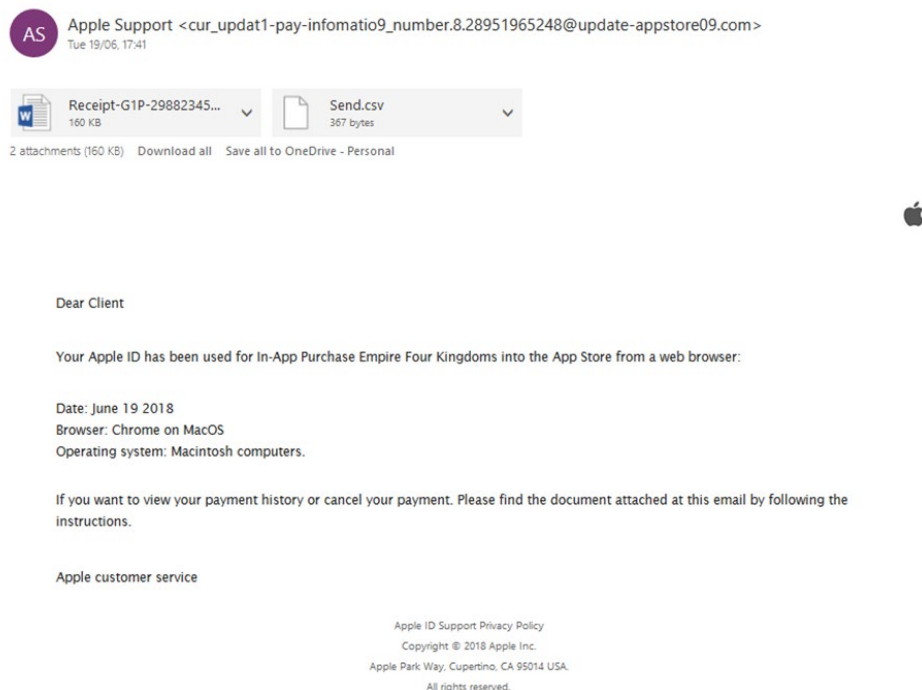 AS
Apple Support <cur_updat1-pay-infomatio9_number.8.28951965248@update-appstore09.com>
Tue 19/06, 17:41
Receipt-G1P-29882345...
160 KB
Send.csv
367 bytes
2 attachments (160 KB) Download all Save all to OneDrive - Personal
Dear Client
Your Apple ID has been used for In-App Purchase Empire Four Kingdoms into the App Store from a web browser:
Date: June 19 2018
Browser: Chrome on MacOS
Operating system: Macintosh computers.
If you want to view your payment history or cancel your payment. Please find the document attached at this email by following the
instructions.
Apple customer service
Apple ID Support Privacy Policy
Copyright © 2018 Apple Inc.
Apple Park Way, Cupertino, CA 95014 USA.
All rights reserved.